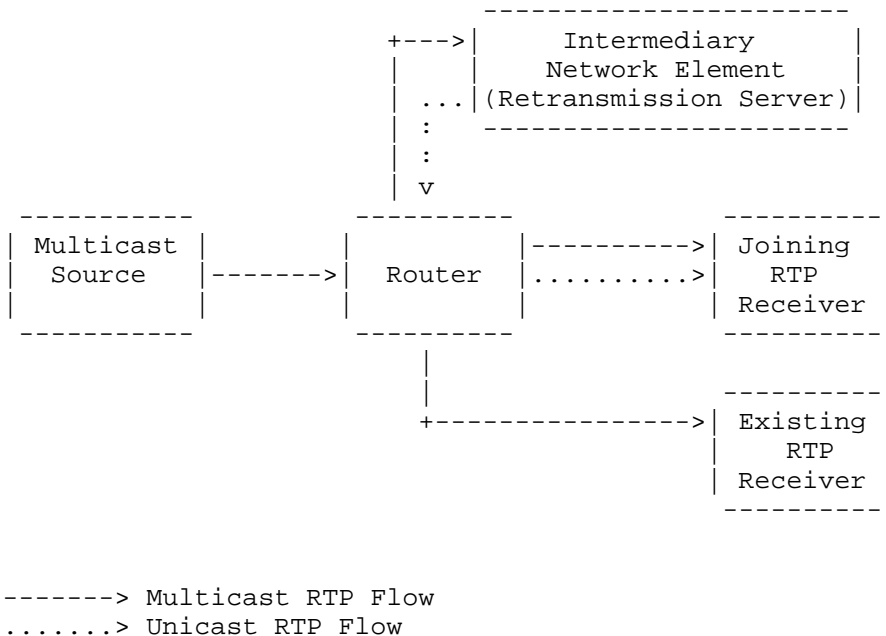 Intermediary
Network Element
(Retransmission Server)
Multicast
Source
Router
Joining
RTP
Receiver
Existing
RTP
Receiver
-------> Multicast RTP Flow
.......> Unicast RTP Flow